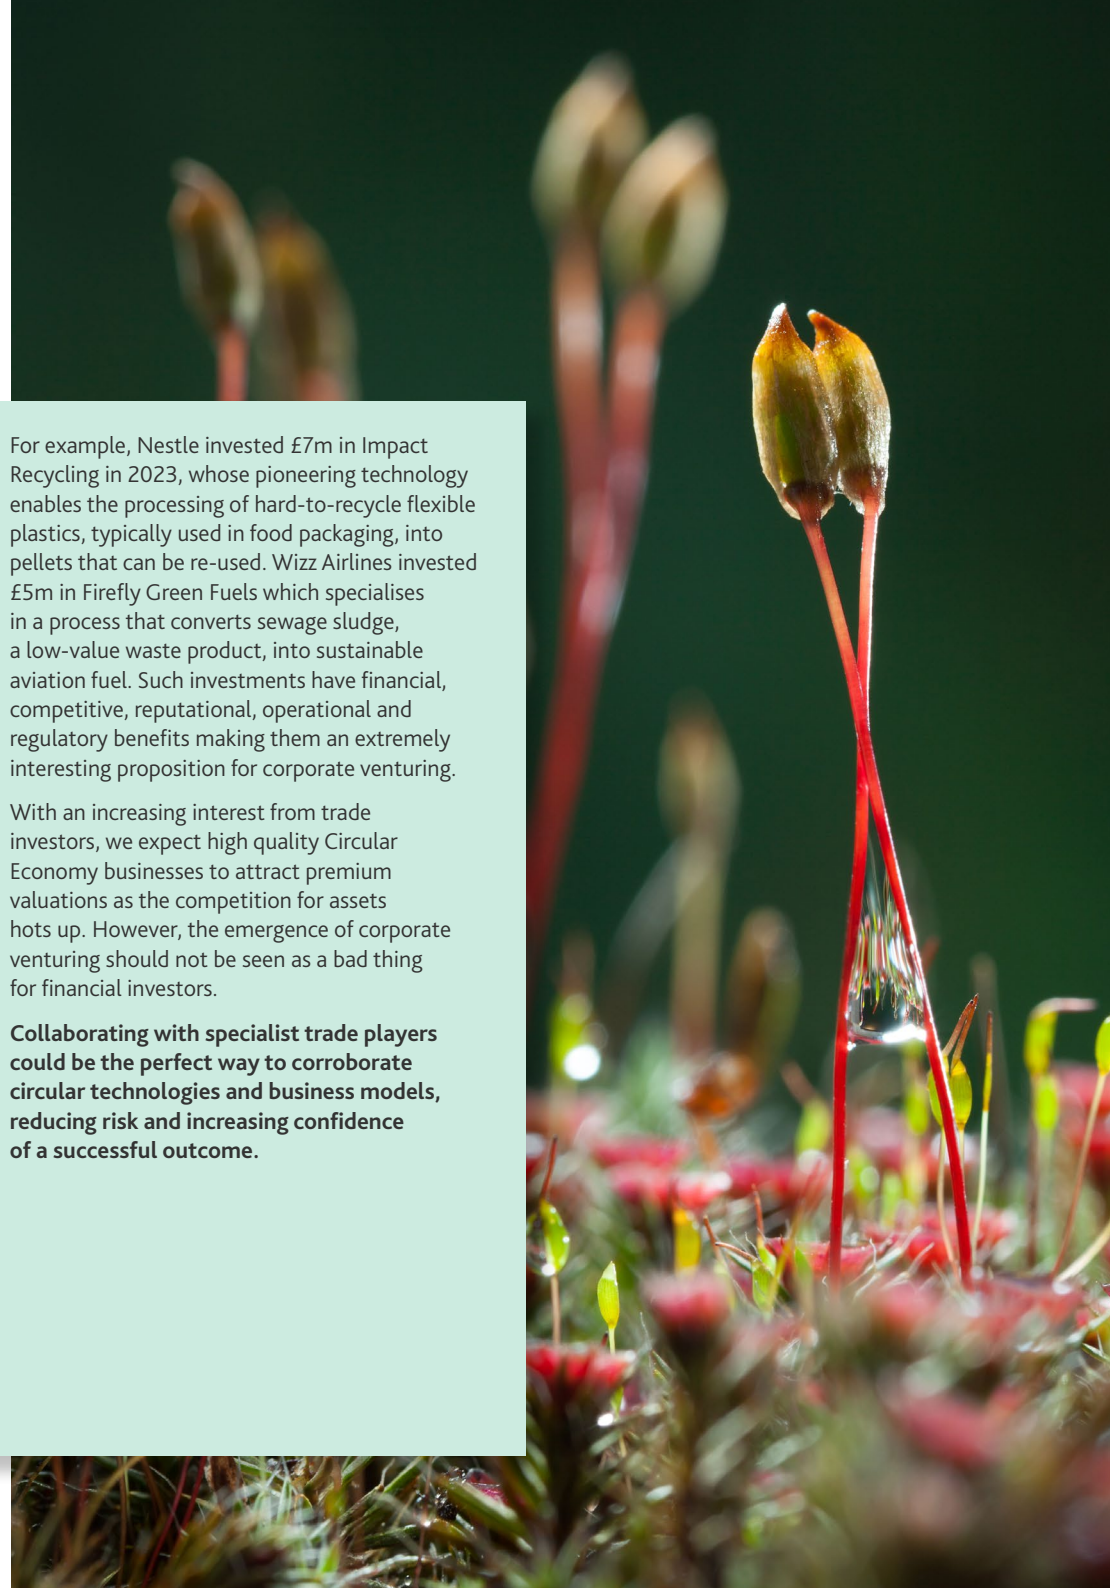 For example, Nestle invested £7m in Impact
Recycling in 2023, whose pioneering technology
enables the processing of hard-to-recycle flexible
plastics, typically used in food packaging, into
pellets that can be re-used. Wizz Airlines invested
£5m in Firefly Green Fuels which specialises
in a process that converts sewage sludge,
a low-value waste product, into sustainable
aviation fuel. Such investments have financial,
competitive, reputational, operational and
regulatory benefits making them an extremely
interesting proposition for corporate venturing.
With an increasing interest from trade
investors, we expect high quality Circular
Economy businesses to attract premium
valuations as the competition for assets
hots up. However, the emergence of corporate
venturing should not be seen as a bad thing
for financial investors.
Collaborating with specialist trade players
could be the perfect way to corroborate
circular technologies and business models,
reducing risk and increasing confidence
of a successful outcome.